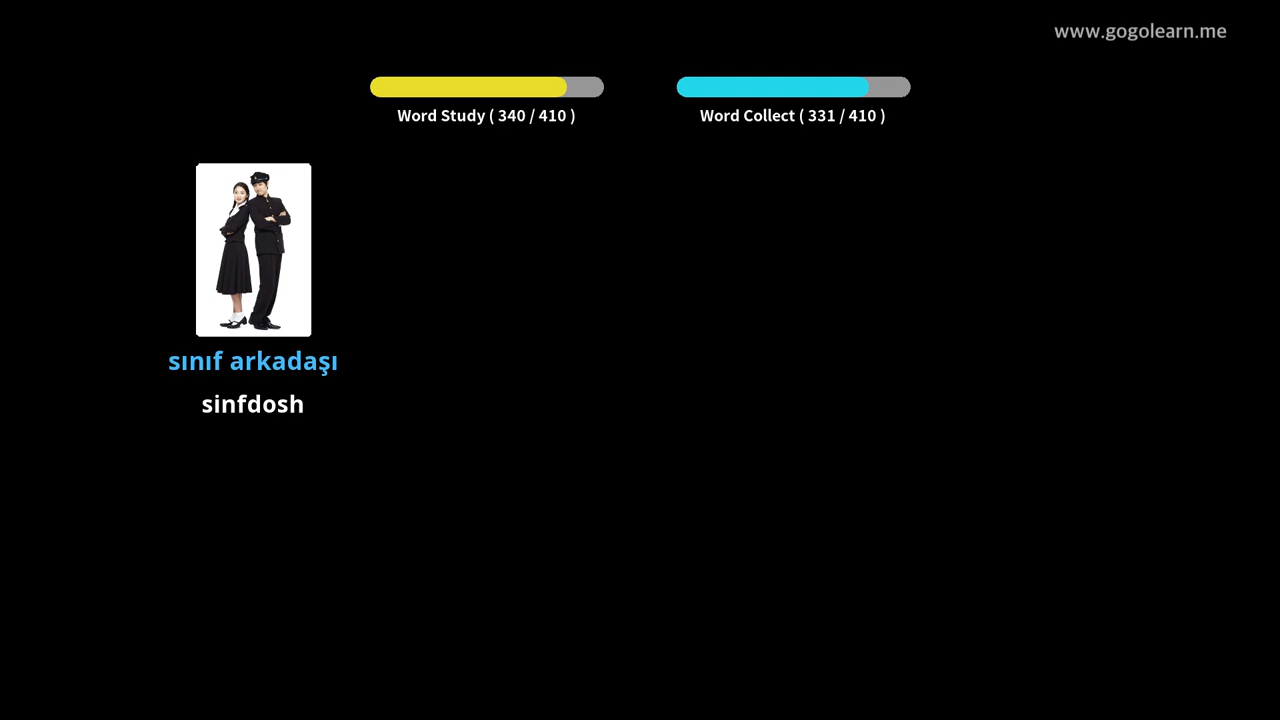 www.gogolearn.me
Word Study ( 340 / 410 )
Word Collect ( 331 / 410 )
sınıf arkadaşı
sinfdosh